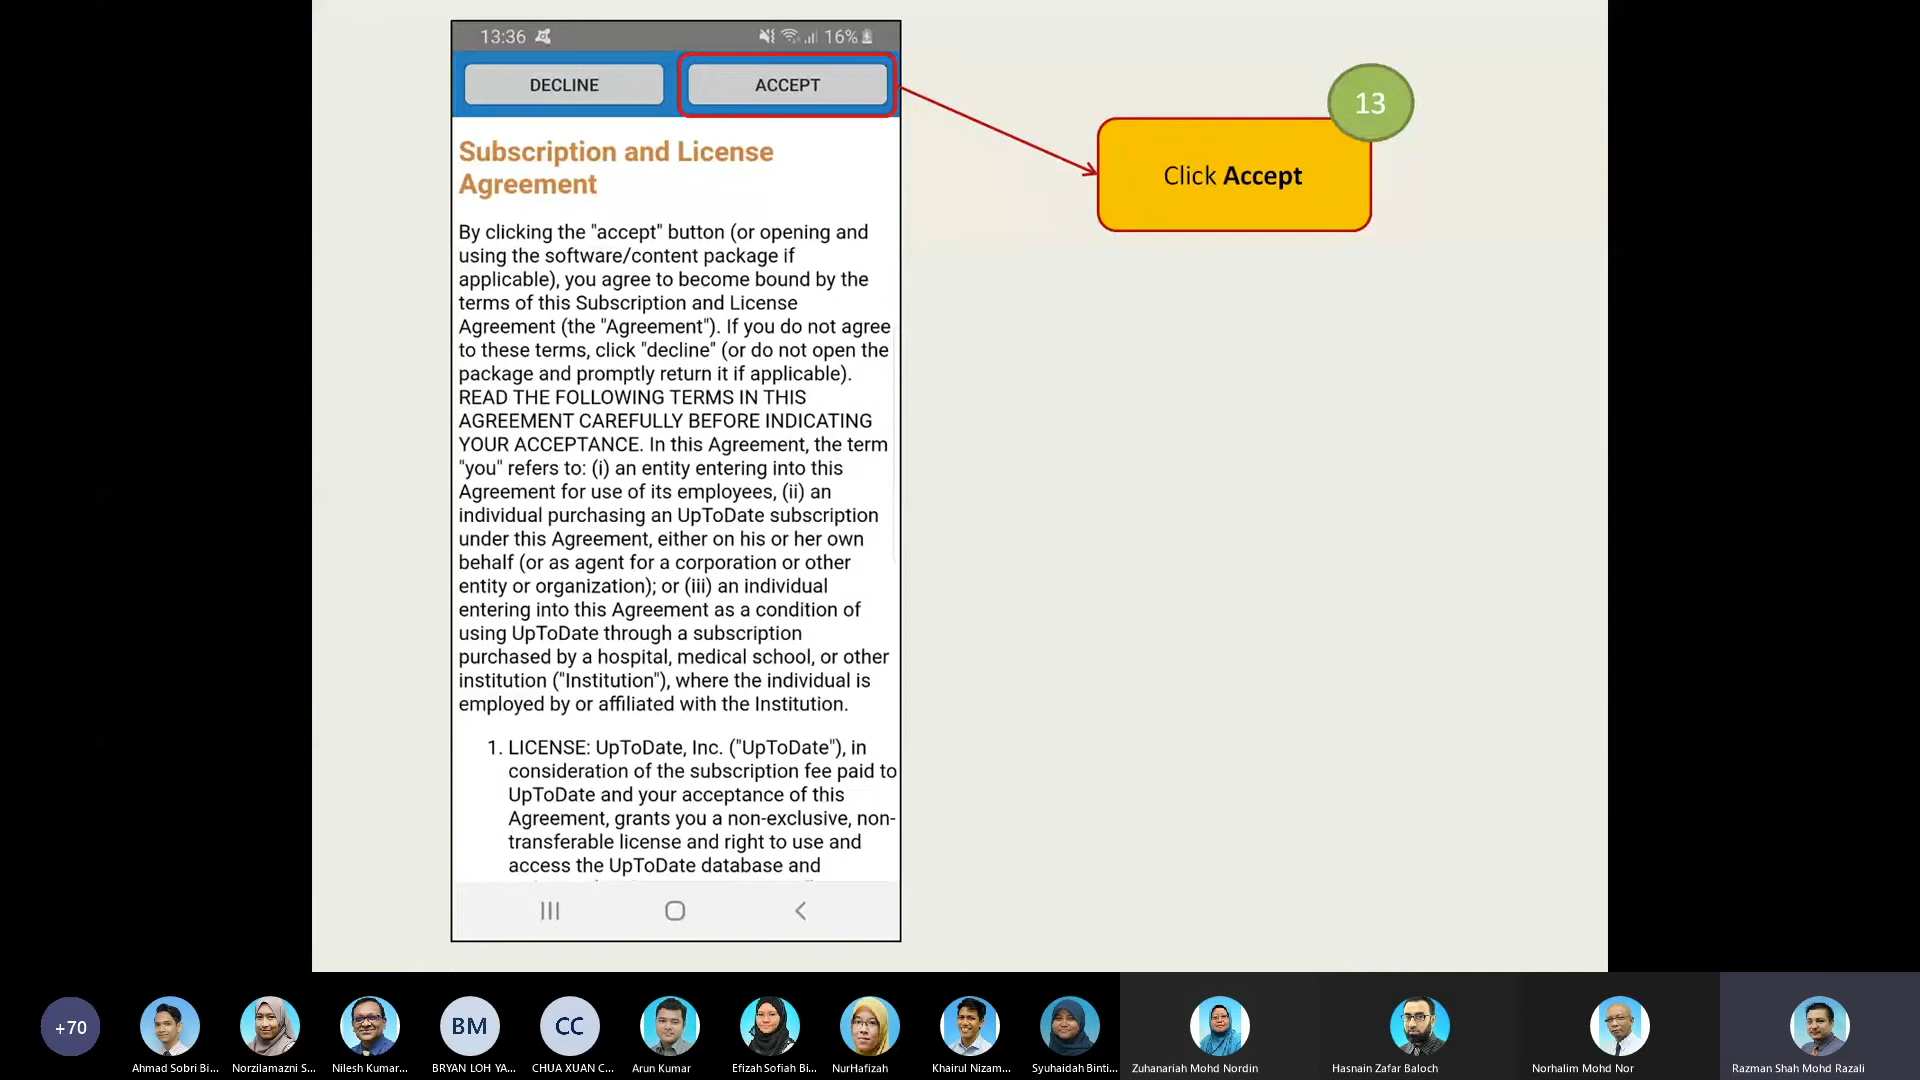 13:36 16%
DECLINE ACCEPT
13
Click Accept
Subscription and License
Agreement
By clicking the "accept" button (or opening and
using the software/content package if
applicable), you agree to become bound by the
terms of this Subscription and License
Agreement (the "Agreement"). If you do not agree
to these terms, click "decline" (or do not open the
package and promptly return it if applicable).
READ THE FOLLOWING TERMS IN THIS
AGREEMENT CAREFULLY BEFORE INDICATING
YOUR ACCEPTANCE. In this Agreement, the term
"you" refers to: (i) an entity entering into this
Agreement for use of its employees, (ii) an
individual purchasing an UpToDate subscription
under this Agreement, either on his or her own
behalf (or as agent for a corporation or other
entity or organization); or (iii) an individual
entering into this Agreement as a condition of
using UpToDate through a subscription
purchased by a hospital, medical school, or other
institution ("Institution"), where the individual is
employed by or affiliated with the Institution.
1. LICENSE: UpToDate, Inc. ("UpToDate"), in
consideration of the subscription fee paid to
UpToDate and your acceptance of this
Agreement, grants you a non-exclusive, non-
transferable license and right to use and
access the UpToDate database and
+70 BM CC
Ahmad Sobri Bi... Norzilamazni S... Nilesh Kumar... BRYAN LOH YA... CHUA XUAN C... Arun Kumar Efizah Sofiah Bi... NurHafizah Khairul Nizam... Syuhaidah Binti... Zuhanariah Mohd Nordin Hasnain Zafar Baloch Norhalim Mohd Nor Razman Shah Mohd Razali